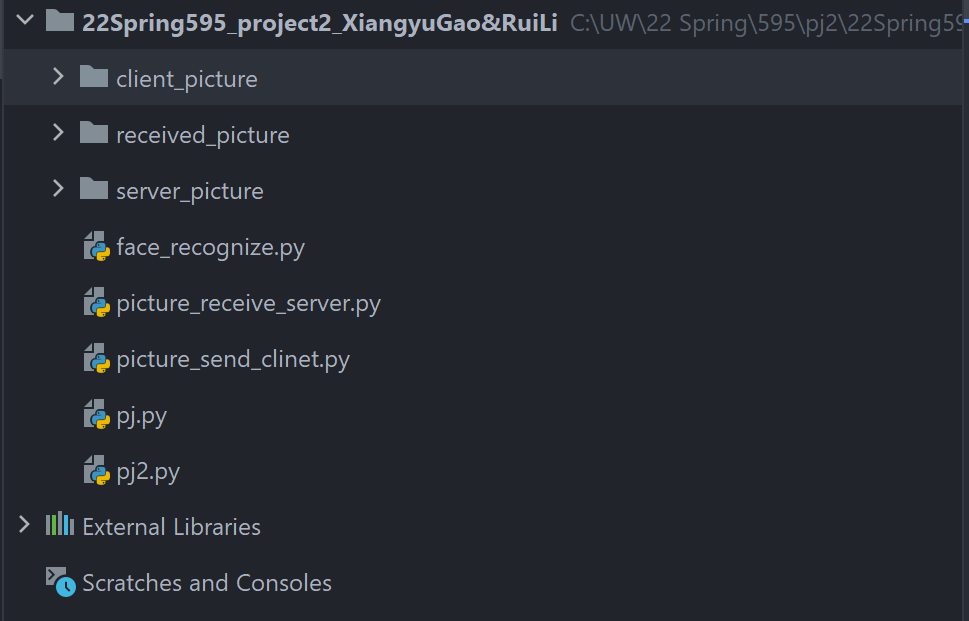 22Spring595_project2_XiangyuGao&RuiLi C:\UW\22 Spring\595\pj2\22Spring59
client_picture
received_picture
server_picture
face_recognize.py
picture_receive_server.py
picture_send_clinet.py
pj.py
pj2.py
External Libraries
Scratches and Consoles